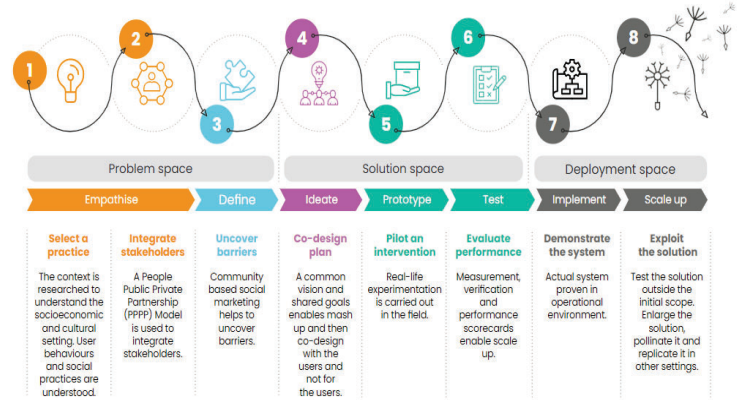 1
2
3
4
5
6
7
8
Problem space
Solution space
Deployment space
Empathise
Define
Ideate
Prototype
Test
Implement
Scale up
Select a
practice
The context is
researched to
understand the
socioeconomic
and cultural
setting. User
behaviours
and social
practices are
understood.
Integrate
stakeholders
A People
Public Private
Partnership
(PPPP) Model
is used to
integrate
stakeholders.
Uncover
barriers
Community
based social
marketing
helps to
uncover
barriers.
Co-design
plan
A common
vision and
shared goals
enables mash
up and then
co-design
with the
users and
not for
the users.
Pilot an
intervention
Real-life
experimentation
is carried out
in the field.
Evaluate
performance
Measurement,
verification
and
performance
scorecards
enable scale
up.
Demonstrate
the system
Actual system
proven in
operational
environment.
Exploit
the solution
Test the solution
outside the
initial scope.
Enlarge the
solution,
pollinate it and
replicate it in
other settings.